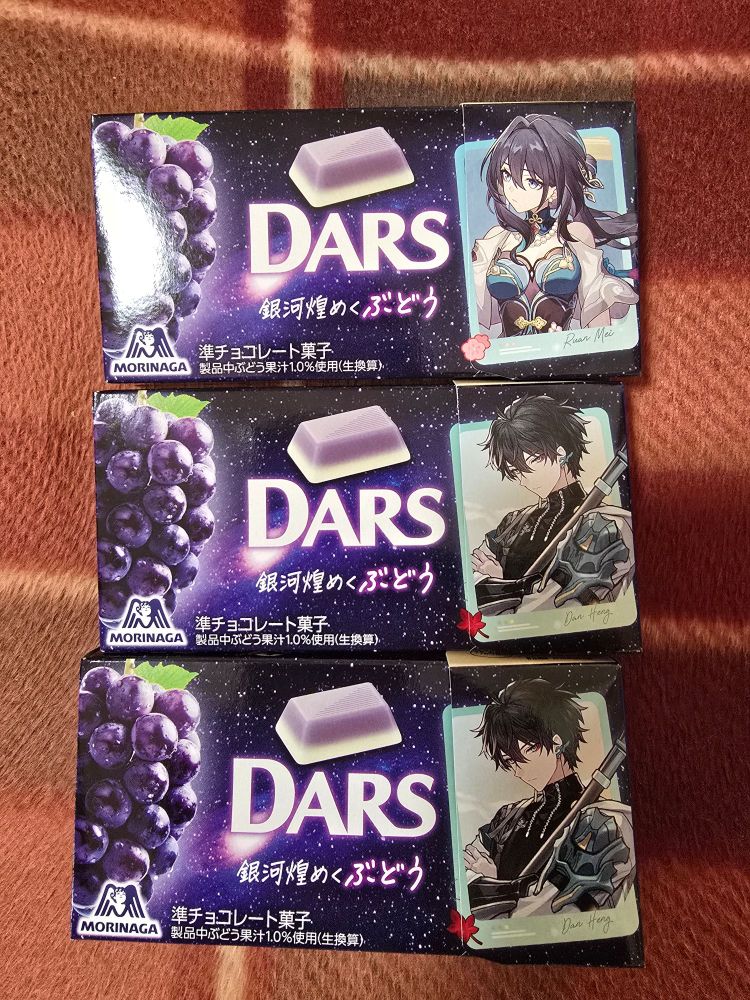 DARS
銀河煌めくぶどう
MORINAGA
準チョコレート菓子
製品中ぶどう果汁1.0%使用(生換算)
Ruan Mei
DARS
銀河煌めくぶどう
MORINAGA
準チョコレート菓子
製品中ぶどう果汁1.0%使用(生換算)
Dan Heng
DARS
銀河煌めくぶどう
MORINAGA
準チョコレート菓子
製品中ぶどう果汁1.0%使用(生換算)
Dan Heng